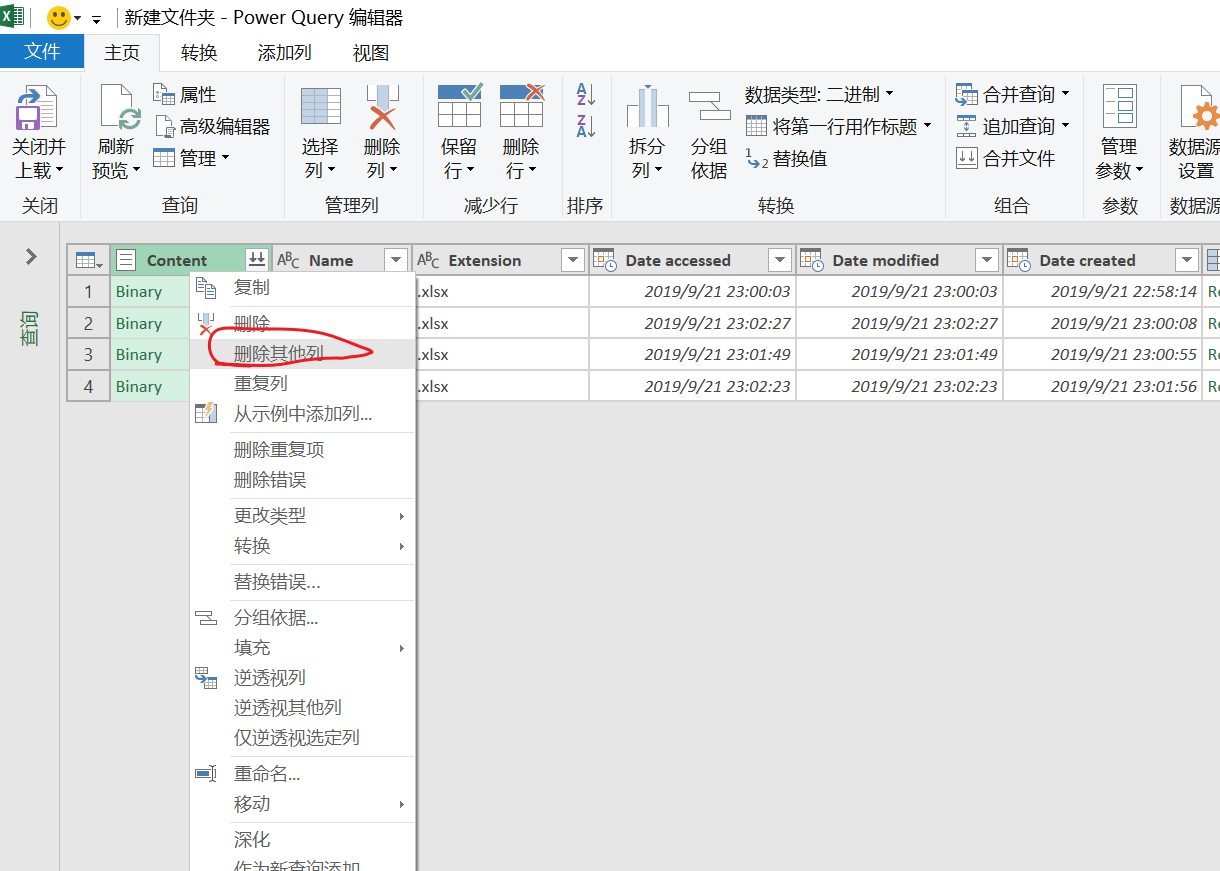 新建文件夹 - Power Query 编辑器
文件 主页 转换 添加列 视图
关闭并上载 关闭
刷新预览 属性 高级编辑器 管理 查询
选择列 删除列 管理列
保留行 删除行 减少行
排序
拆分列 分组依据 数据类型: 二进制 将第一行用作标题 替换值 转换
合并查询 追加查询 合并文件 组合
管理参数 参数
数据源设置 数据源
查询
Content Name Extension Date accessed Date modified Date created
1 Binary .xlsx 2019/9/21 23:00:03 2019/9/21 23:00:03 2019/9/21 22:58:14 Re
2 Binary .xlsx 2019/9/21 23:02:27 2019/9/21 23:02:27 2019/9/21 23:00:08 Re
3 Binary .xlsx 2019/9/21 23:01:49 2019/9/21 23:01:49 2019/9/21 23:00:55 Re
4 Binary .xlsx 2019/9/21 23:02:23 2019/9/21 23:02:23 2019/9/21 23:01:56 Re
复制
删除
删除其他列
重复列
从示例中添加列...
删除重复项
删除错误
更改类型
转换
替换错误...
分组依据...
填充
逆透视列
逆透视其他列
仅逆透视选定列
重命名...
移动
深化
作为新查询添加